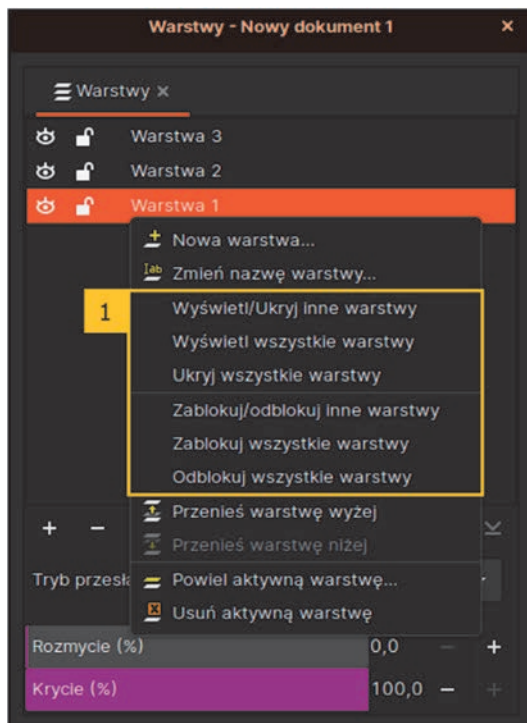 Warstwy - Nowy dokument 1 ×
Warstwy ×
Warstwa 3
Warstwa 2
Warstwa 1
Nowa warstwa...
Zmień nazwę warstwy...
1
Wyświetl/Ukryj inne warstwy
Wyświetl wszystkie warstwy
Ukryj wszystkie warstwy
Zablokuj/odblokuj inne warstwy
Zablokuj wszystkie warstwy
Odblokuj wszystkie warstwy
+ − Przenieś warstwę wyżej
Przenieś warstwę niżej
Tryb przesła
Powiel aktywną warstwę...
Usuń aktywną warstwę
Rozmycie (%) 0,0 − +
Krycie (%) 100,0 − +